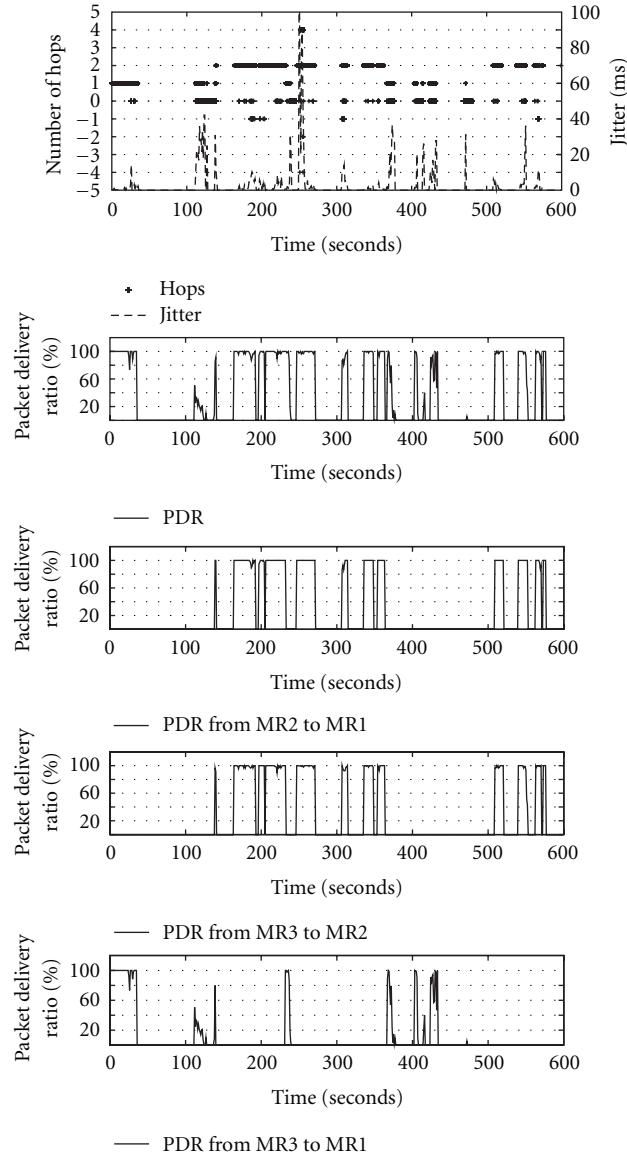 5
4
3
2
1
0
−1
−2
−3
−4
−5
Number of hops
100
80
60
40
20
0
Jitter (ms)
0 100 200 300 400 500 600
Time (seconds)
Hops
Jitter
Packet delivery
ratio (%)
100
60
20
0 100 200 300 400 500 600
Time (seconds)
PDR
Packet delivery
ratio (%)
100
60
20
0 100 200 300 400 500 600
Time (seconds)
PDR from MR2 to MR1
Packet delivery
ratio (%)
100
60
20
0 100 200 300 400 500 600
Time (seconds)
PDR from MR3 to MR2
Packet delivery
ratio (%)
100
60
20
0 100 200 300 400 500 600
Time (seconds)
PDR from MR3 to MR1